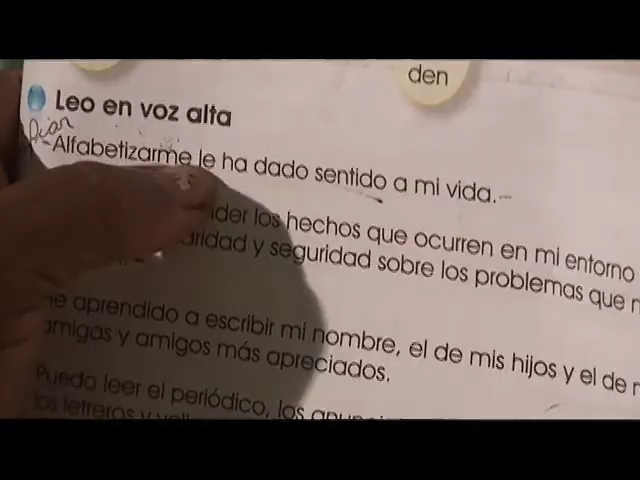 den
Leo en voz alta
Alfabetizarme le ha dado sentido a mi vida.
los hechos que ocurren en mi entorno
y seguridad sobre los problemas que
he aprendido a escribir mi nombre, el de mis hijos y el de
amigas y amigos más apreciados.
Puedo leer el periódico, los
los letreros y